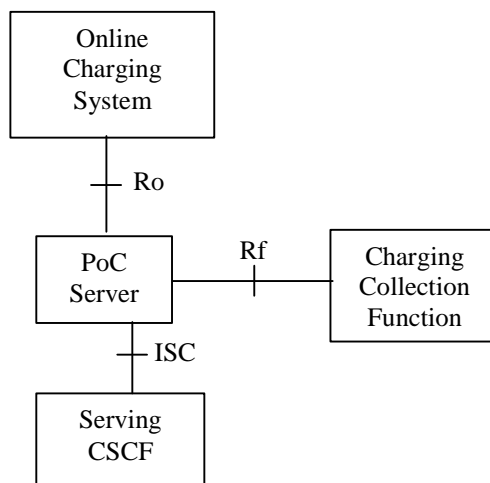 Online
Charging
System
Ro
PoC
Server
Rf
Charging
Collection
Function
ISC
Serving
CSCF